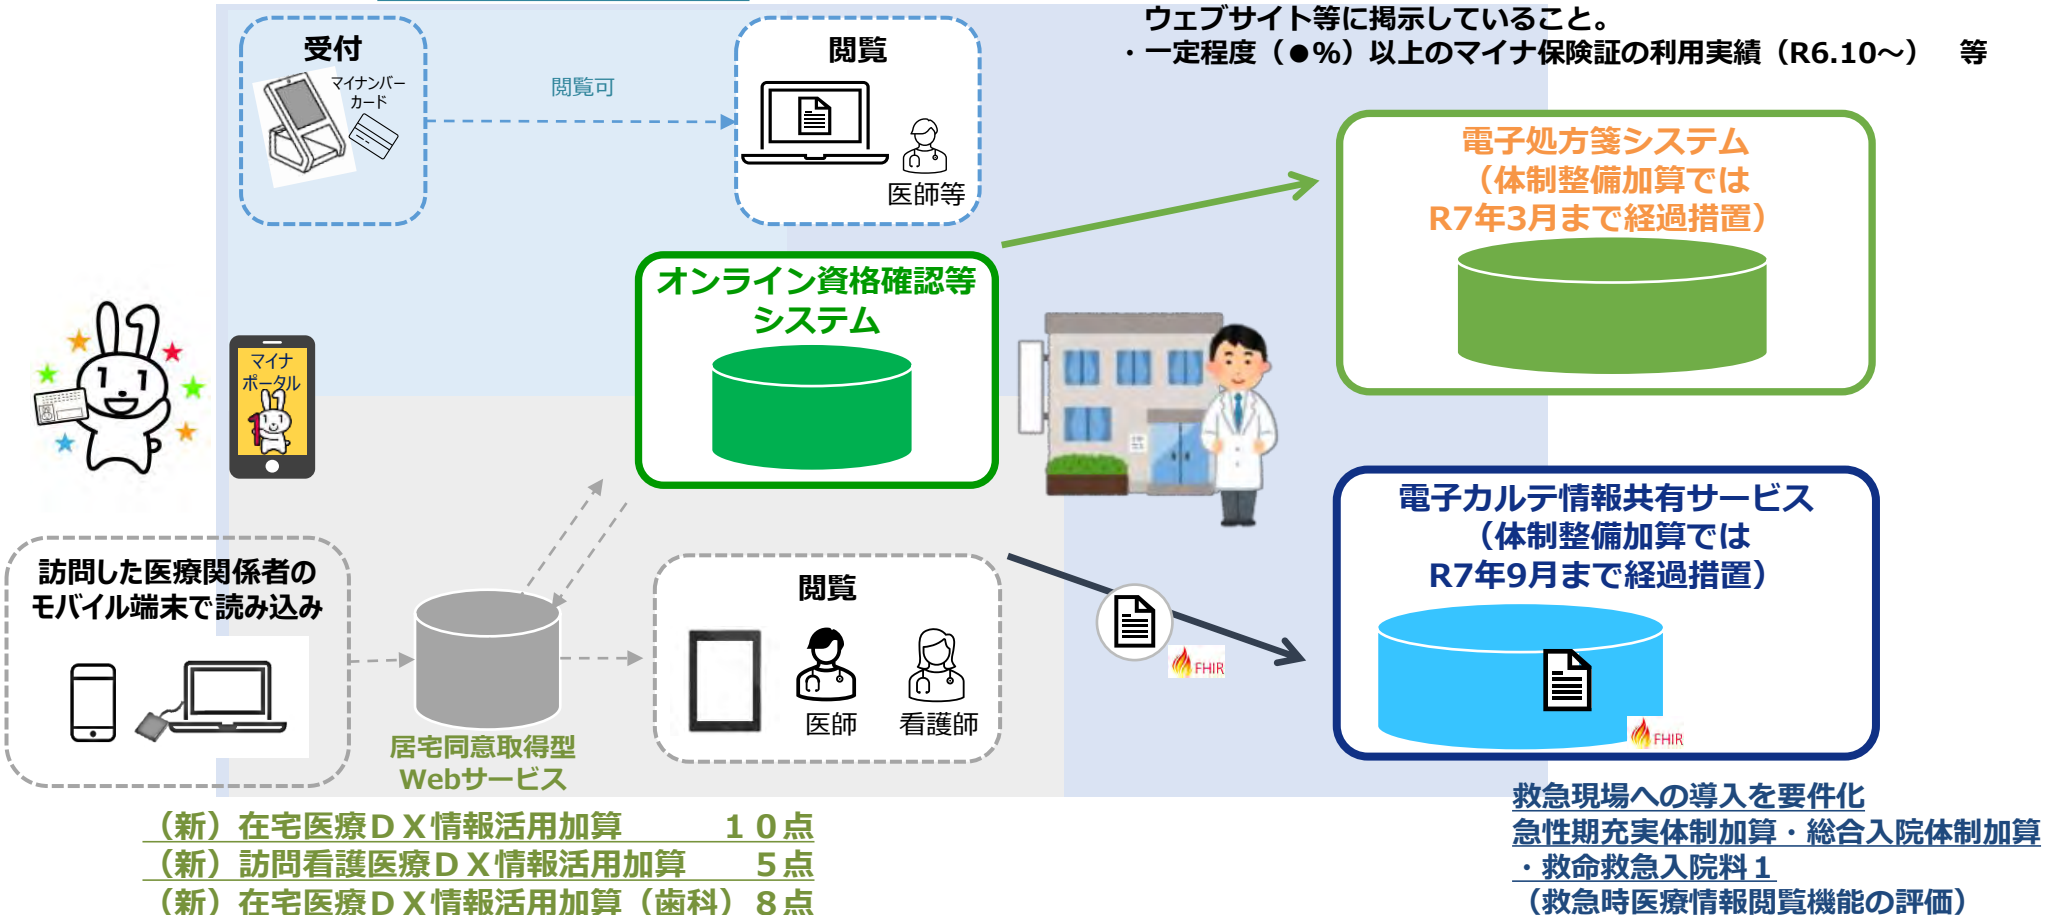 ウェブサイト等に掲示していること。
・一定程度（●％）以上のマイナ保険証の利用実績（R6.10～）　等
受付
マイナンバー
カード
閲覧可
閲覧
医師等
電子処方箋システム
（体制整備加算では
R7年3月まで経過措置）
オンライン資格確認等
システム
マイナ
ポータル
電子カルテ情報共有サービス
（体制整備加算では
R7年9月まで経過措置）
FHIR
FHIR
訪問した医療関係者の
モバイル端末で読み込み
居宅同意取得型
Webサービス
閲覧
医師
看護師
（新）在宅医療ＤＸ情報活用加算　　　１０点
（新）訪問看護医療ＤＸ情報活用加算　　５点
（新）在宅医療ＤＸ情報活用加算（歯科）８点
救急現場への導入を要件化
急性期充実体制加算・総合入院体制加算
・救命救急入院料１
（救急時医療情報閲覧機能の評価）